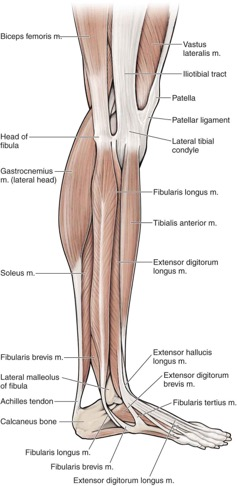 Biceps femoris m.
Vastus
lateralis m.
Iliotibial tract
Patella
Patellar ligament
Head of
fibula
Lateral tibial
condyle
Gastrocnemius
m. (lateral head)
Fibularis longus m.
Tibialis anterior m.
Soleus m.
Extensor digitorum
longus m.
Fibularis brevis m.
Extensor hallucis
longus m.
Lateral malleolus
of fibula
Extensor digitorum
brevis m.
Achilles tendon
Fibularis tertius m.
Calcaneus bone
Fibularis longus m.
Fibularis brevis m.
Extensor digitorum longus m.